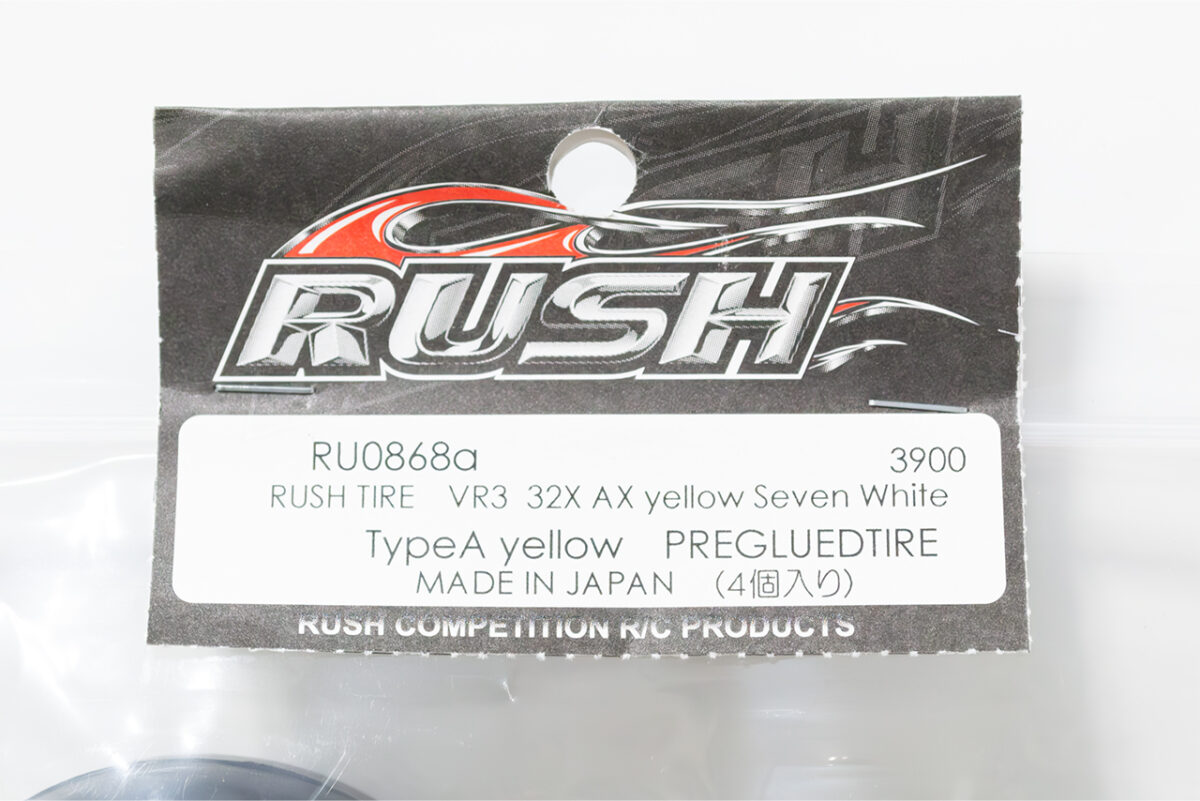 RUSH
RU0868a 3900
RUSH TIRE VR3 32X AX yellow Seven White
TypeA yellow PREGLUEDTIRE
MADE IN JAPAN (4個入り)
RUSH COMPETITION R/C PRODUCTS